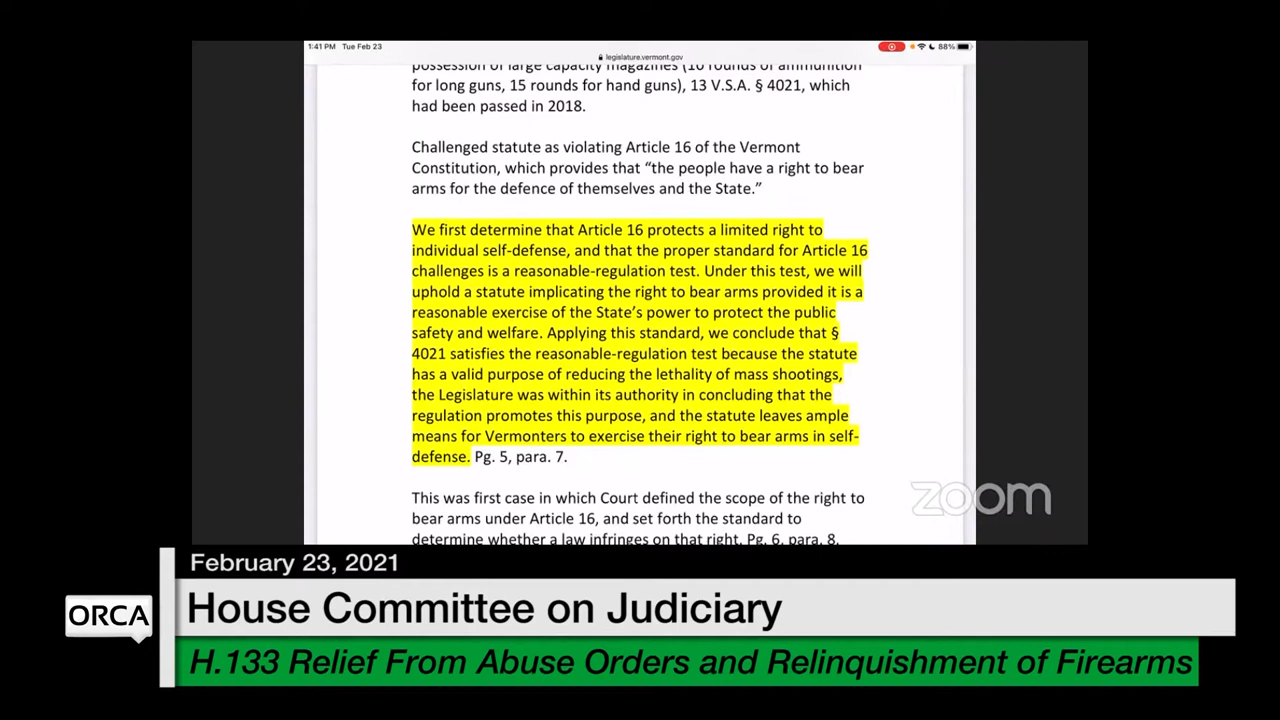 1:41 PM Tue Feb 23
88%
legislature.vermont.gov
possession of large capacity magazines (10 rounds of ammunition
for long guns, 15 rounds for hand guns), 13 V.S.A. § 4021, which
had been passed in 2018.
Challenged statute as violating Article 16 of the Vermont
Constitution, which provides that “the people have a right to bear
arms for the defence of themselves and the State.”
We first determine that Article 16 protects a limited right to
individual self-defense, and that the proper standard for Article 16
challenges is a reasonable-regulation test. Under this test, we will
uphold a statute implicating the right to bear arms provided it is a
reasonable exercise of the State’s power to protect the public
safety and welfare. Applying this standard, we conclude that §
4021 satisfies the reasonable-regulation test because the statute
has a valid purpose of reducing the lethality of mass shootings,
the Legislature was within its authority in concluding that the
regulation promotes this purpose, and the statute leaves ample
means for Vermonters to exercise their right to bear arms in self-
defense. Pg. 5, para. 7.
This was first case in which Court defined the scope of the right to
bear arms under Article 16, and set forth the standard to
determine whether a law infringes on that right. Pg. 6, para. 8.
zoom
February 23, 2021
ORCA
House Committee on Judiciary
H.133 Relief From Abuse Orders and Relinquishment of Firearms